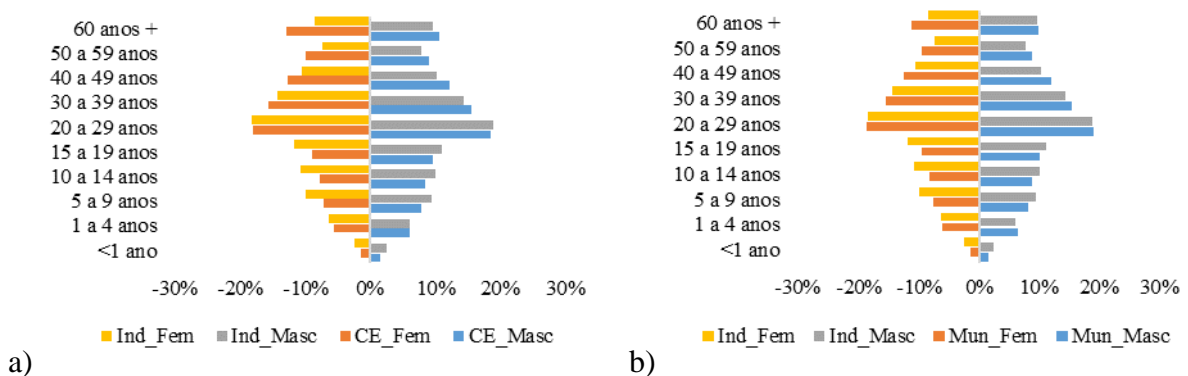 60 anos +
50 a 59 anos
40 a 49 anos
30 a 39 anos
20 a 29 anos
15 a 19 anos
10 a 14 anos
5 a 9 anos
1 a 4 anos
<1 ano
-30% -20% -10% 0% 10% 20% 30%
Ind_Fem Ind_Masc CE_Fem CE_Masc
a)
60 anos +
50 a 59 anos
40 a 49 anos
30 a 39 anos
20 a 29 anos
15 a 19 anos
10 a 14 anos
5 a 9 anos
1 a 4 anos
<1 ano
-30% -20% -10% 0% 10% 20% 30%
Ind_Fem Ind_Masc Mun_Fem Mun_Masc
b)